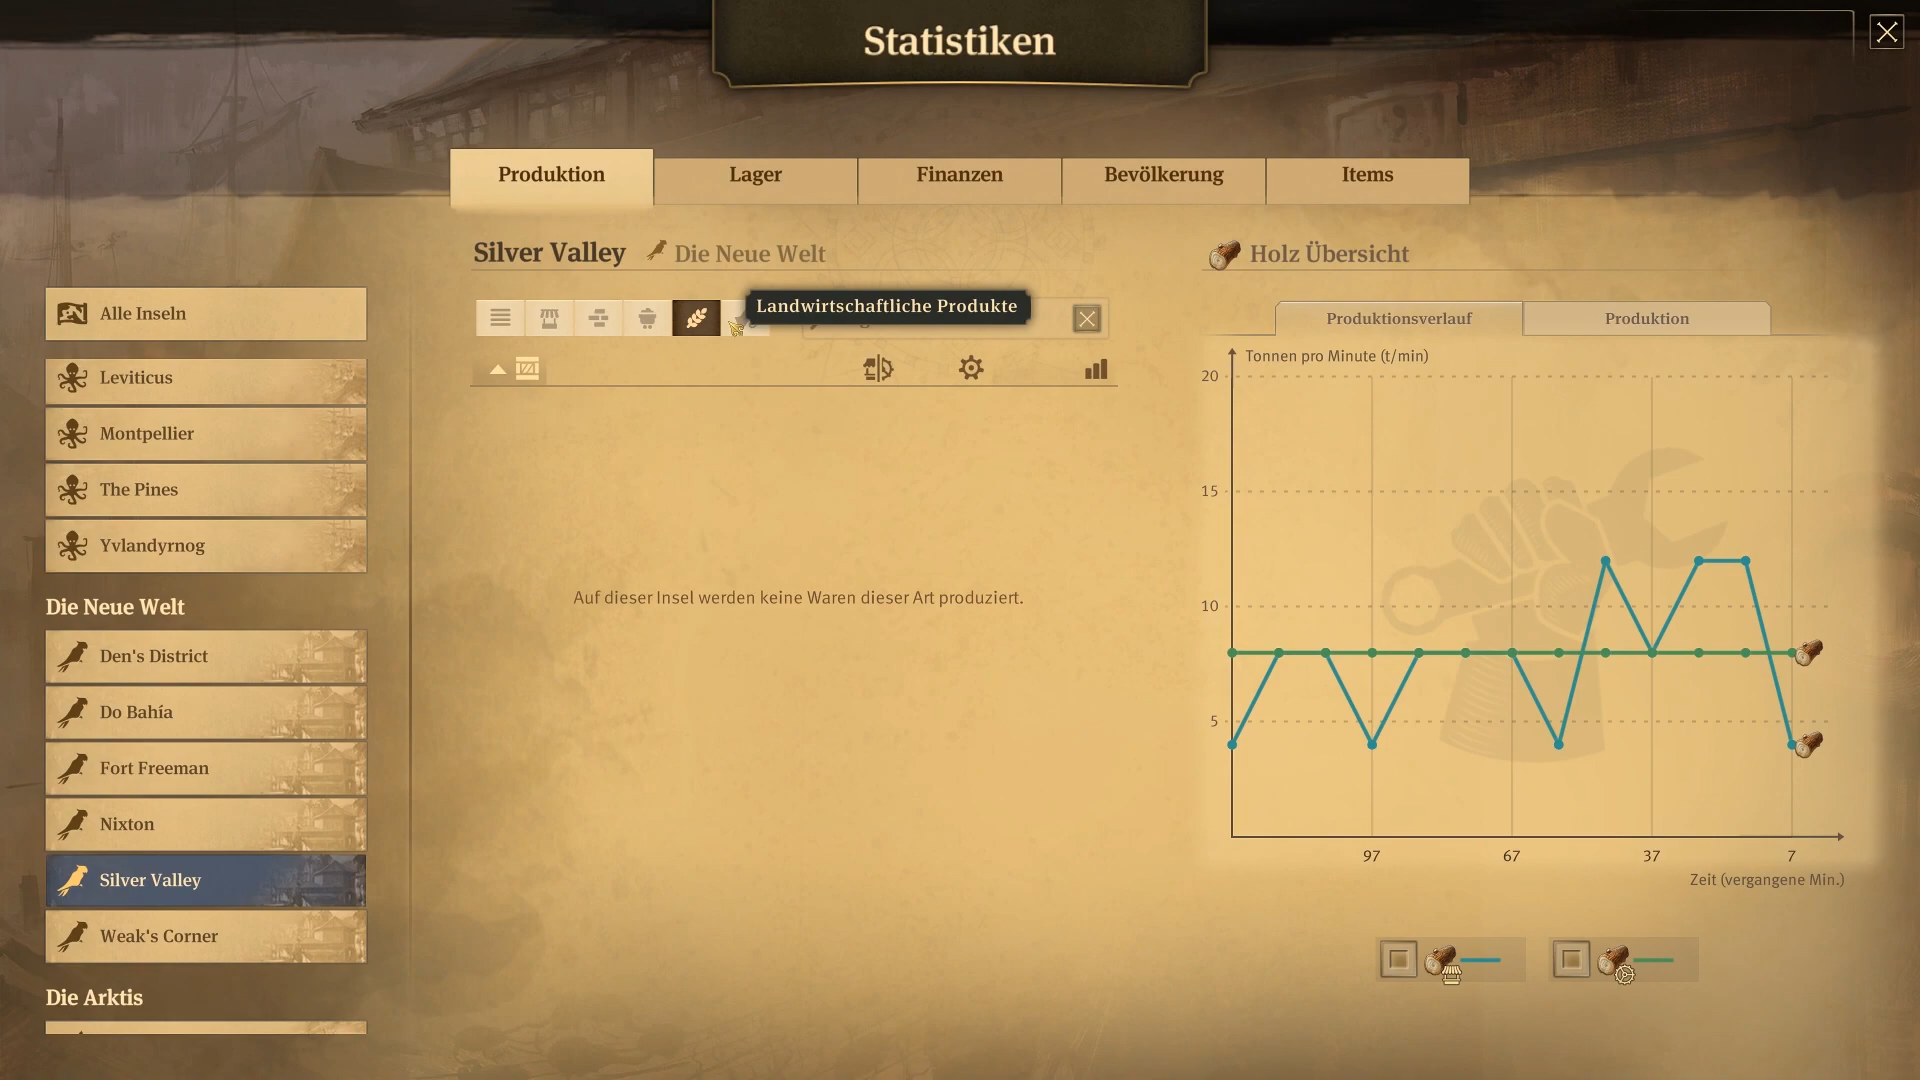 Statistiken
Produktion
Lager
Finanzen
Bevölkerung
Items
Silver Valley
Die Neue Welt
Holz Übersicht
Alle Inseln
Landwirtschaftliche Produkte
Produktionsverlauf
Produktion
Leviticus
Montpellier
The Pines
Yvlandyrnog
Die Neue Welt
Den's District
Do Bahía
Fort Freeman
Nixton
Silver Valley
Weak's Corner
Die Arktis
Auf dieser Insel werden keine Waren dieser Art produziert.
Tonnen pro Minute (t/min)
20
15
10
5
97
67
37
7
Zeit (vergangene Min.)